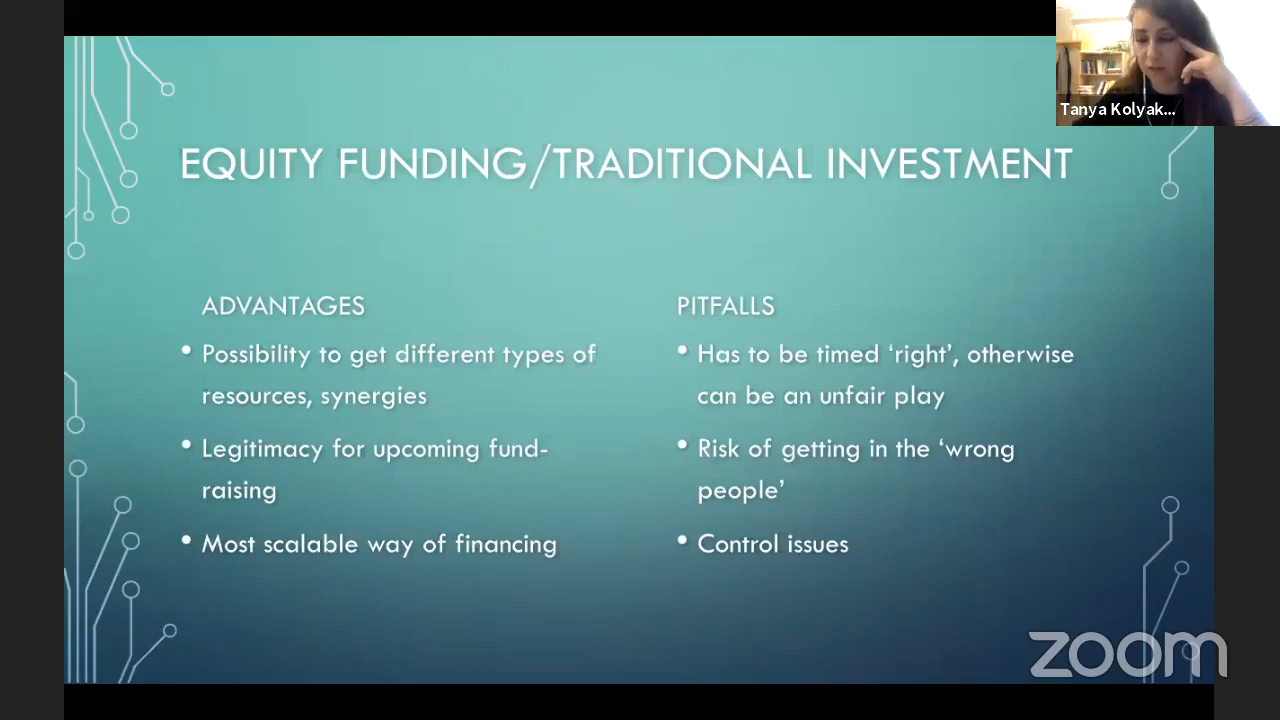 Tanya Kolyak...
EQUITY FUNDING/TRADITIONAL INVESTMENT
ADVANTAGES
• Possibility to get different types of
resources, synergies
• Legitimacy for upcoming fund-
raising
• Most scalable way of financing
PITFALLS
• Has to be timed ‘right’, otherwise
can be an unfair play
• Risk of getting in the ‘wrong
people’
• Control issues
zoom